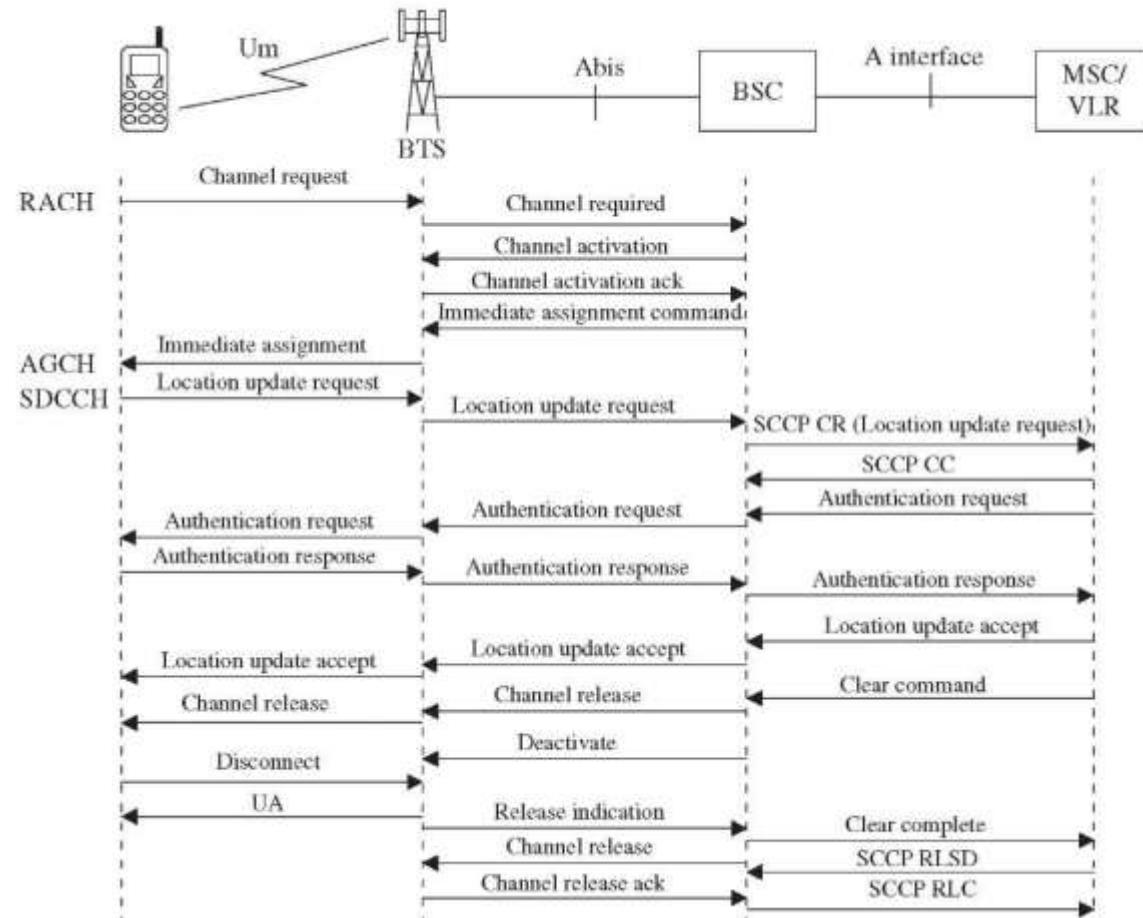 Um
Abis
A interface
BSC
MSC/
VLR
BTS
Channel request
RACH
Channel required
Channel activation
Channel activation ack
Immediate assignment command
Immediate assignment
AGCH
Location update request
SDCCH
Location update request
SCCP CR (Location update request)
SCCP CC
Authentication request
Authentication request
Authentication request
Authentication response
Authentication response
Authentication response
Location update accept
Location update accept
Location update accept
Clear command
Channel release
Channel release
Deactivate
Disconnect
UA
Release indication
Clear complete
Channel release
SCCP RLSD
Channel release ack
SCCP RLC